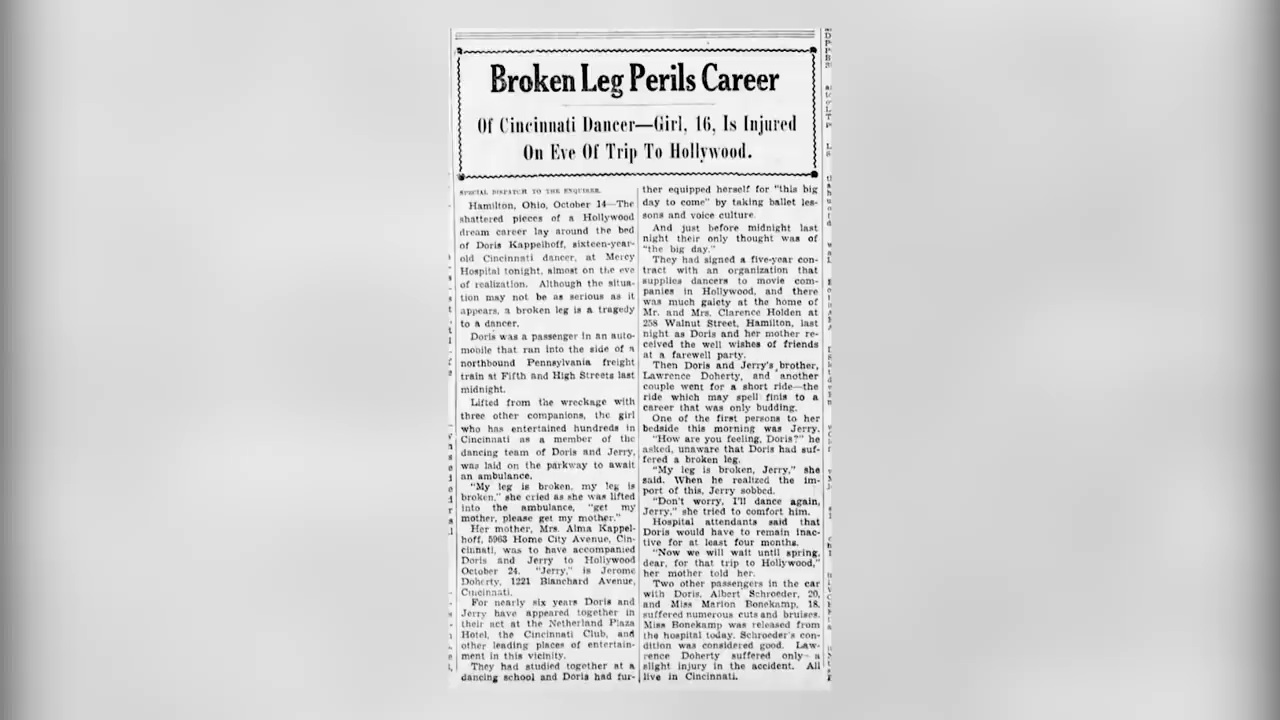 Broken Leg Perils Career
Of Cincinnati Dancer—Girl, 16, Is Injured
On Eve Of Trip To Hollywood.
SPECIAL DISPATCH TO THE ENQUIRER.
Hamilton, Ohio, October 14—The
shattered pieces of a Hollywood
dream career lay around the bed
of Doris Kappelhoff, sixteen-year-
old Cincinnati dancer, at Mercy
Hospital tonight, almost on the eve
of realization. Although the situa-
tion may not be as serious as it
appears, a broken leg is a tragedy
to a dancer.
Doris was a passenger in an auto-
mobile that ran into the side of a
northbound Pennsylvania freight
train at Fifth and High Streets last
midnight.
Lifted from the wreckage with
three other companions, the girl
who has entertained hundreds in
Cincinnati as a member of the
dancing team of Doris and Jerry,
was laid on the parkway to await
an ambulance.
"My leg is broken, my leg is
broken," she cried as she was lifted
into the ambulance, "get my
mother, please get my mother."
Her mother, Mrs. Alma Kappel-
hoff, 5963 Home City Avenue, Cin-
cinnati, was to have accompanied
Doris and Jerry to Hollywood
October 24. "Jerry," is Jerome
Doherty, 1221 Blanchard Avenue,
Cincinnati.
For nearly six years Doris and
Jerry have appeared together in
their act at the Netherland Plaza
Hotel, the Cincinnati Club, and
other leading places of entertain-
ment in this vicinity.
They had studied together at a
dancing school and Doris had fur-
ther equipped herself for "this big
day to come" by taking ballet les-
sons and voice culture.
And just before midnight last
night their only thought was of
"the big day."
They had signed a five-year con-
tract with an organization that
supplies dancers to movie com-
panies in Hollywood, and there
was much gaiety at the home of
Mr. and Mrs. Clarence Holden at
258 Walnut Street, Hamilton, last
night as Doris and her mother re-
ceived the well wishes of friends
at a farewell party.
Then Doris and Jerry's brother,
Lawrence Doherty, and another
couple went for a short ride—the
ride which may spell finis to a
career that was only budding.
One of the first persons to her
bedside this morning was Jerry.
"How are you feeling, Doris?" he
asked, unaware that Doris had suf-
fered a broken leg.
"My leg is broken, Jerry," she
said. When he realized the im-
port of this, Jerry sobbed.
"Don't worry, I'll dance again,
Jerry," she tried to comfort him.
Hospital attendants said that
Doris would have to remain inac-
tive for at least four months.
"Now we will wait until spring,
dear, for that trip to Hollywood,"
her mother told her.
Two other passengers in the car
with Doris, Albert Schroeder, 20,
and Miss Marion Bonekamp, 18,
suffered numerous cuts and bruises.
Miss Bonekamp was released from
the hospital today. Schroeder's con-
dition was considered good. Law-
rence Doherty suffered only a
slight injury in the accident. All
live in Cincinnati.